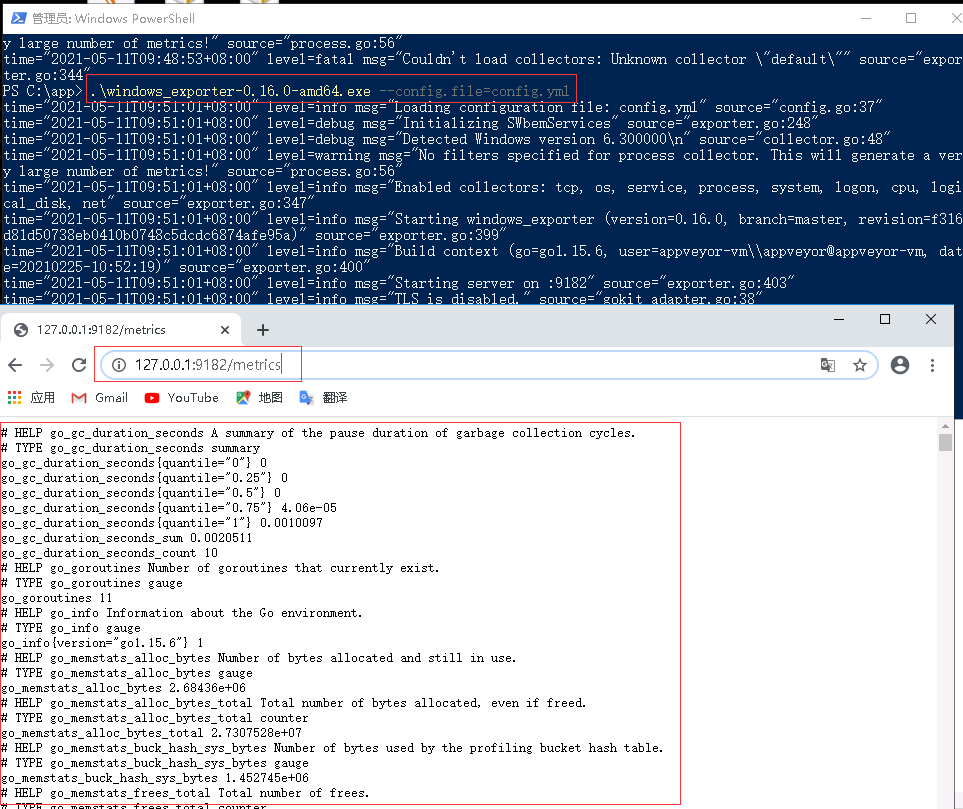 管理员: Windows PowerShell
y large number of metrics!" source="process.go:56"
time="2021-05-11T09:48:53+08:00" level=fatal msg="Couldn't load collectors: Unknown collector \"default\"" source="expor
ter.go:344"
PS C:\app> .\windows_exporter-0.16.0-amd64.exe --config.file=config.yml
time="2021-05-11T09:51:01+08:00" level=info msg="Loading configuration file: config.yml" source="config.go:37"
time="2021-05-11T09:51:01+08:00" level=debug msg="Initializing SWbemServices" source="exporter.go:248"
time="2021-05-11T09:51:01+08:00" level=debug msg="Detected Windows version 6.300000\n" source="collector.go:48"
time="2021-05-11T09:51:01+08:00" level=warning msg="No filters specified for process collector. This will generate a ver
y large number of metrics!" source="process.go:56"
time="2021-05-11T09:51:01+08:00" level=info msg="Enabled collectors: tcp, os, service, process, system, logon, cpu, logi
cal_disk, net" source="exporter.go:347"
time="2021-05-11T09:51:01+08:00" level=info msg="Starting windows_exporter (version=0.16.0, branch=master, revision=f316
d81d50738eb0410b0748c5dcdc6874afe95a)" source="exporter.go:399"
time="2021-05-11T09:51:01+08:00" level=info msg="Build context (go=go1.15.6, user=appveyor-vm\\appveyor@appveyor-vm, dat
e=20210225-10:52:19)" source="exporter.go:400"
time="2021-05-11T09:51:01+08:00" level=info msg="Starting server on :9182" source="exporter.go:403"
time="2021-05-11T09:51:01+08:00" level=info msg="TLS is disabled." source="gokit_adapter.go:38"
127.0.0.1:9182/metrics
127.0.0.1:9182/metrics
应用 Gmail YouTube 地图 翻译
# HELP go_gc_duration_seconds A summary of the pause duration of garbage collection cycles.
# TYPE go_gc_duration_seconds summary
go_gc_duration_seconds{quantile="0"} 0
go_gc_duration_seconds{quantile="0.25"} 0
go_gc_duration_seconds{quantile="0.5"} 0
go_gc_duration_seconds{quantile="0.75"} 4.06e-05
go_gc_duration_seconds{quantile="1"} 0.0010097
go_gc_duration_seconds_sum 0.0020511
go_gc_duration_seconds_count 10
# HELP go_goroutines Number of goroutines that currently exist.
# TYPE go_goroutines gauge
go_goroutines 11
# HELP go_info Information about the Go environment.
# TYPE go_info gauge
go_info{version="go1.15.6"} 1
# HELP go_memstats_alloc_bytes Number of bytes allocated and still in use.
# TYPE go_memstats_alloc_bytes gauge
go_memstats_alloc_bytes 2.68436e+06
# HELP go_memstats_alloc_bytes_total Total number of bytes allocated, even if freed.
# TYPE go_memstats_alloc_bytes_total counter
go_memstats_alloc_bytes_total 2.7307528e+07
# HELP go_memstats_buck_hash_sys_bytes Number of bytes used by the profiling bucket hash table.
# TYPE go_memstats_buck_hash_sys_bytes gauge
go_memstats_buck_hash_sys_bytes 1.452745e+06
# HELP go_memstats_frees_total Total number of frees.
# TYPE go_memstats_frees_total counter